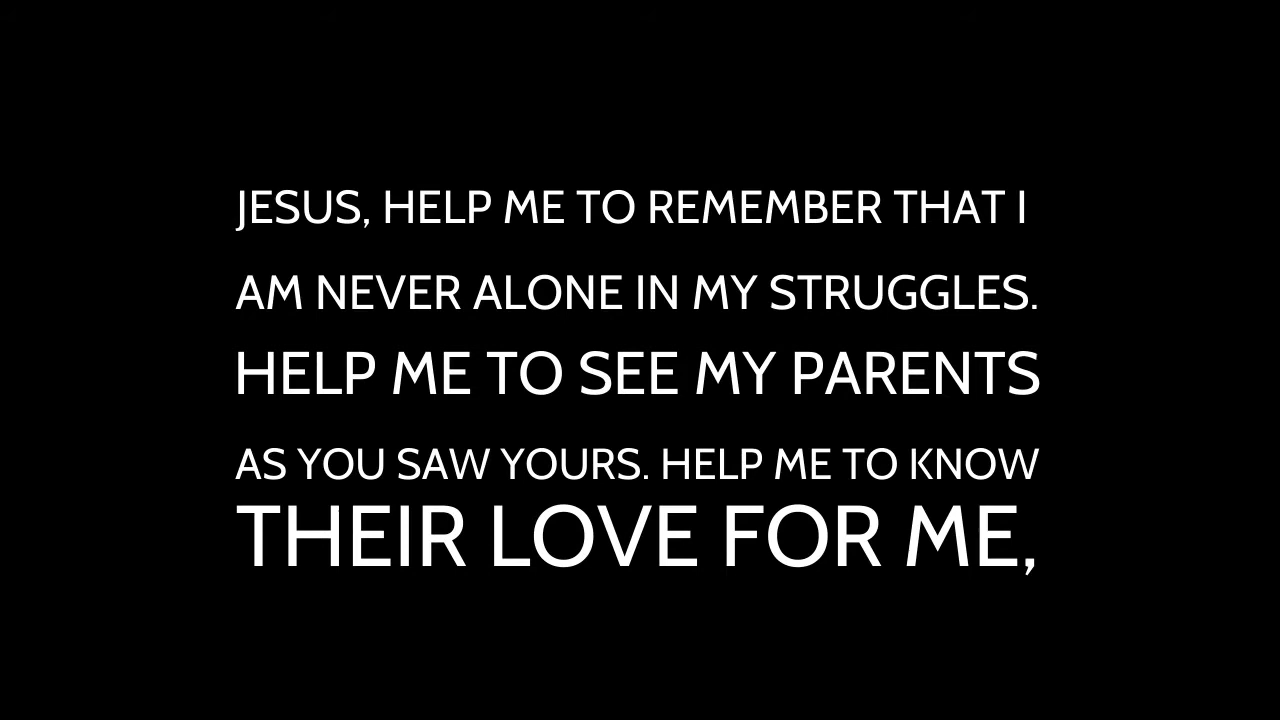 JESUS, HELP ME TO REMEMBER THAT I
AM NEVER ALONE IN MY STRUGGLES.
HELP ME TO SEE MY PARENTS
AS YOU SAW YOURS. HELP ME TO KNOW
THEIR LOVE FOR ME,